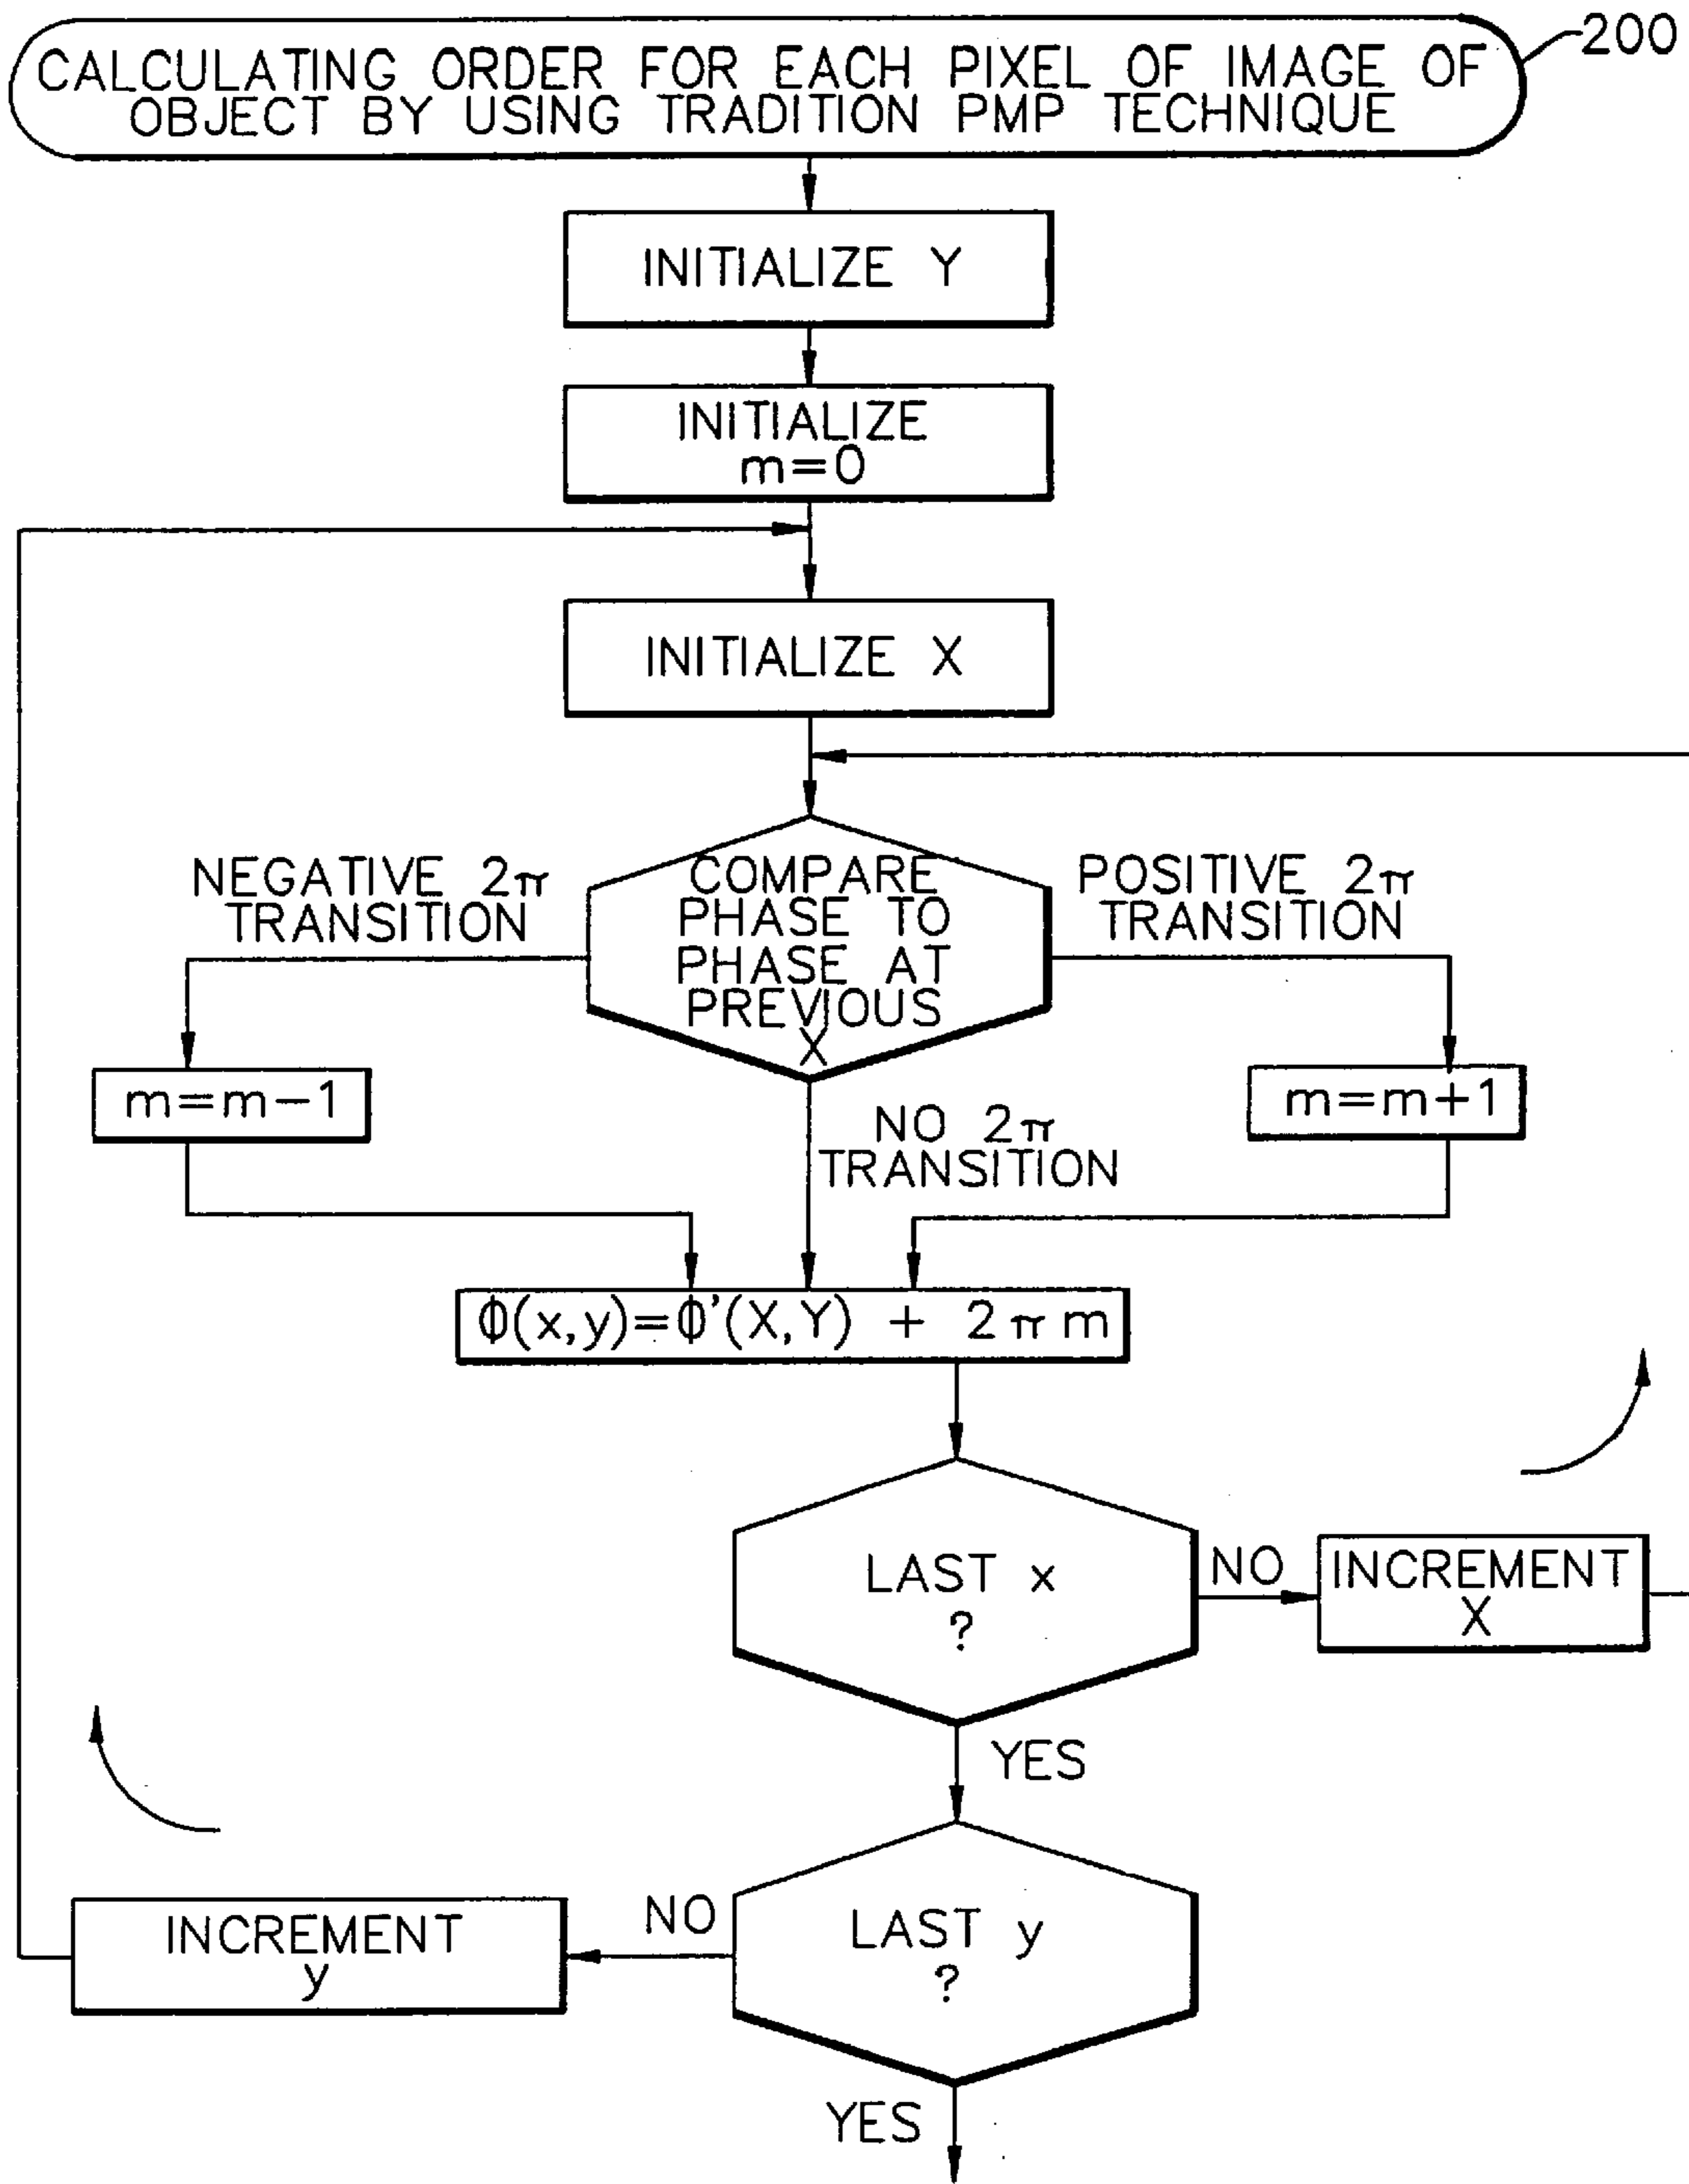 200
CALCULATING ORDER FOR EACH PIXEL OF IMAGE OF
OBJECT BY USING TRADITION PMP TECHNIQUE
INITIALIZE Y
INITIALIZE
m=0
INITIALIZE X
NEGATIVE 2π
TRANSITION
COMPARE
PHASE TO
PHASE AT
PREVIOUS
X
POSITIVE 2π
TRANSITION
m=m-1
NO 2π
TRANSITION
m=m+1
Φ(x,y)=Φ'(X,Y) + 2πm
LAST x
?
NO
INCREMENT
X
YES
LAST y
?
NO
INCREMENT
y
YES